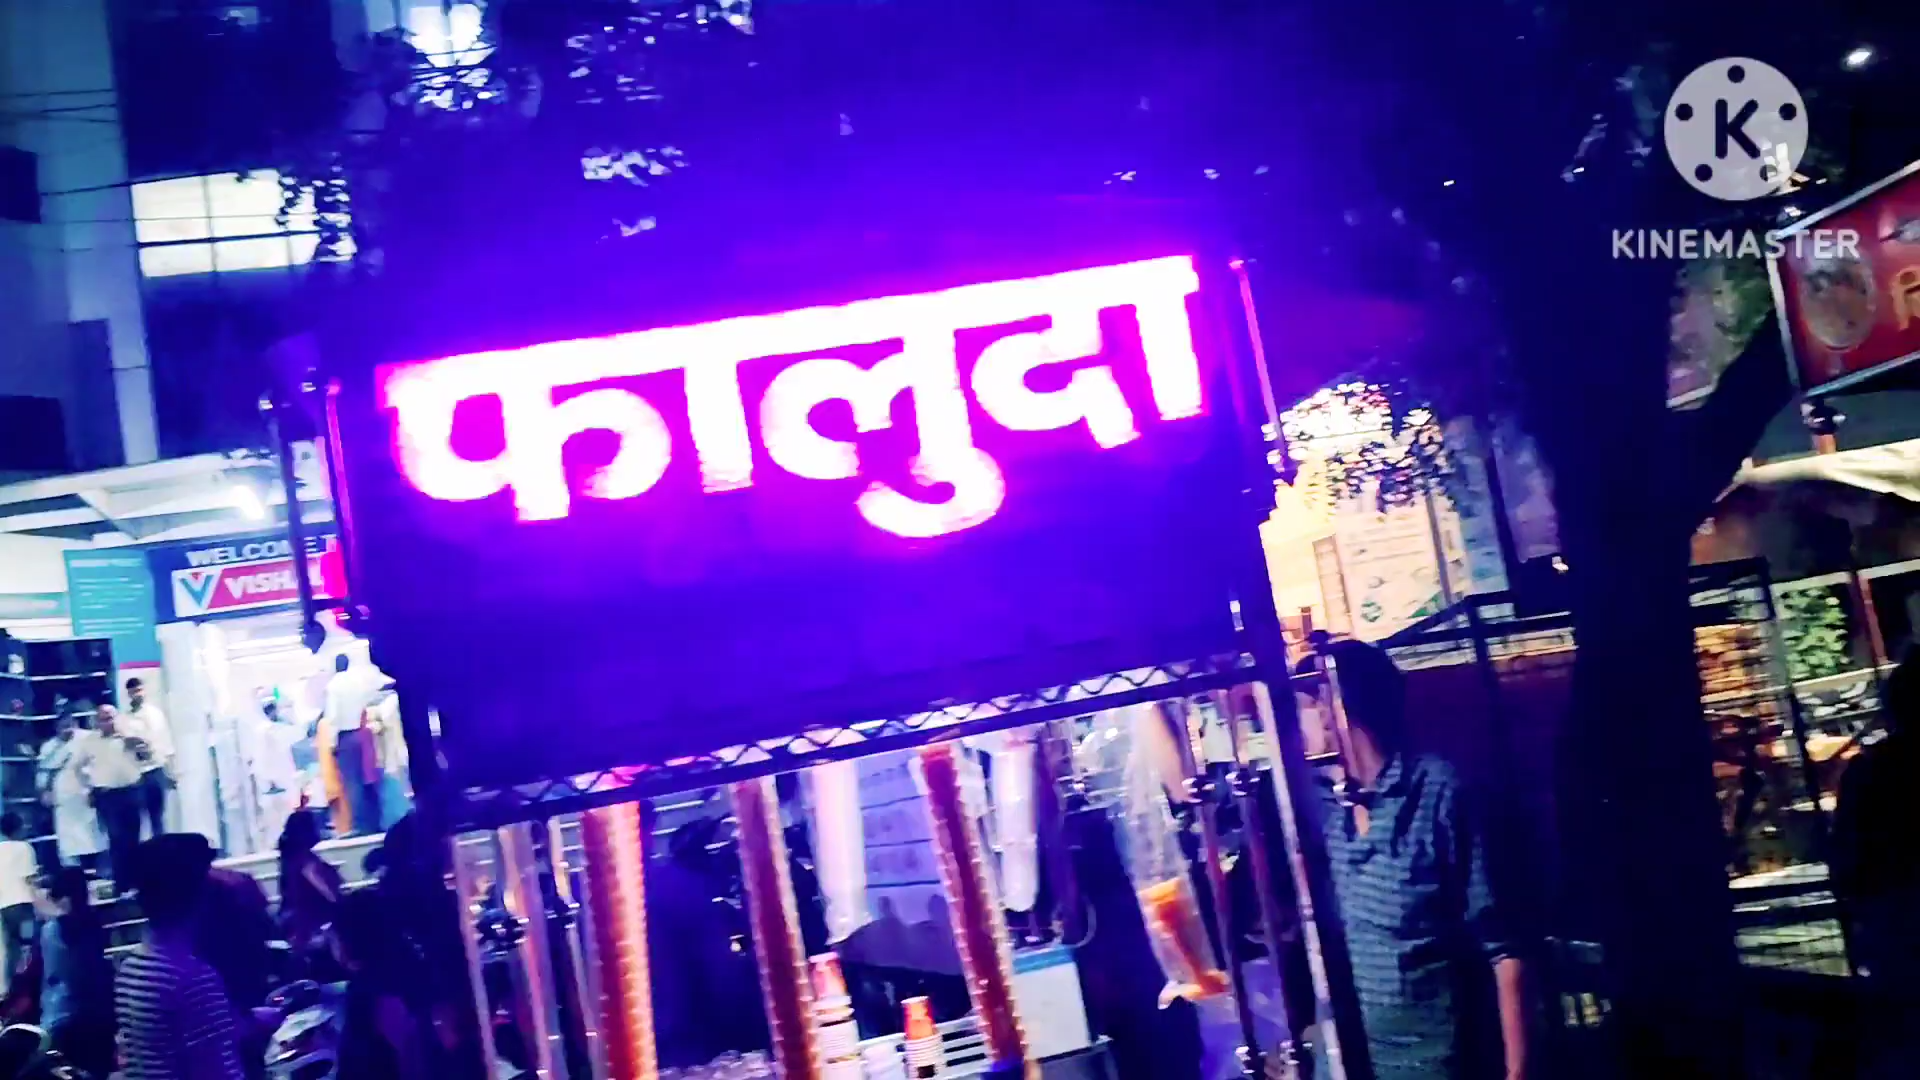 K
KINEMASTER
फालुदा
WELCOME T
VISHAL